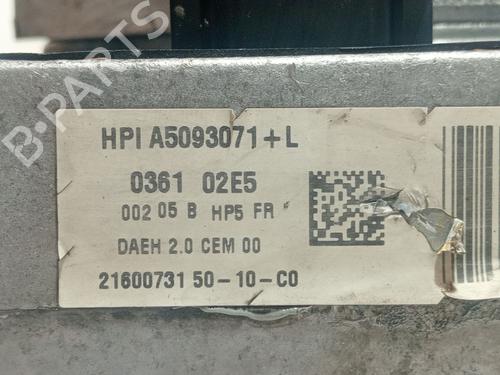 B-PARTS
HPI A5093071+L
0361 02E5
002 05 B HP5 FR
DAEH 2.0 CEM 00
21600731 50-10-C0